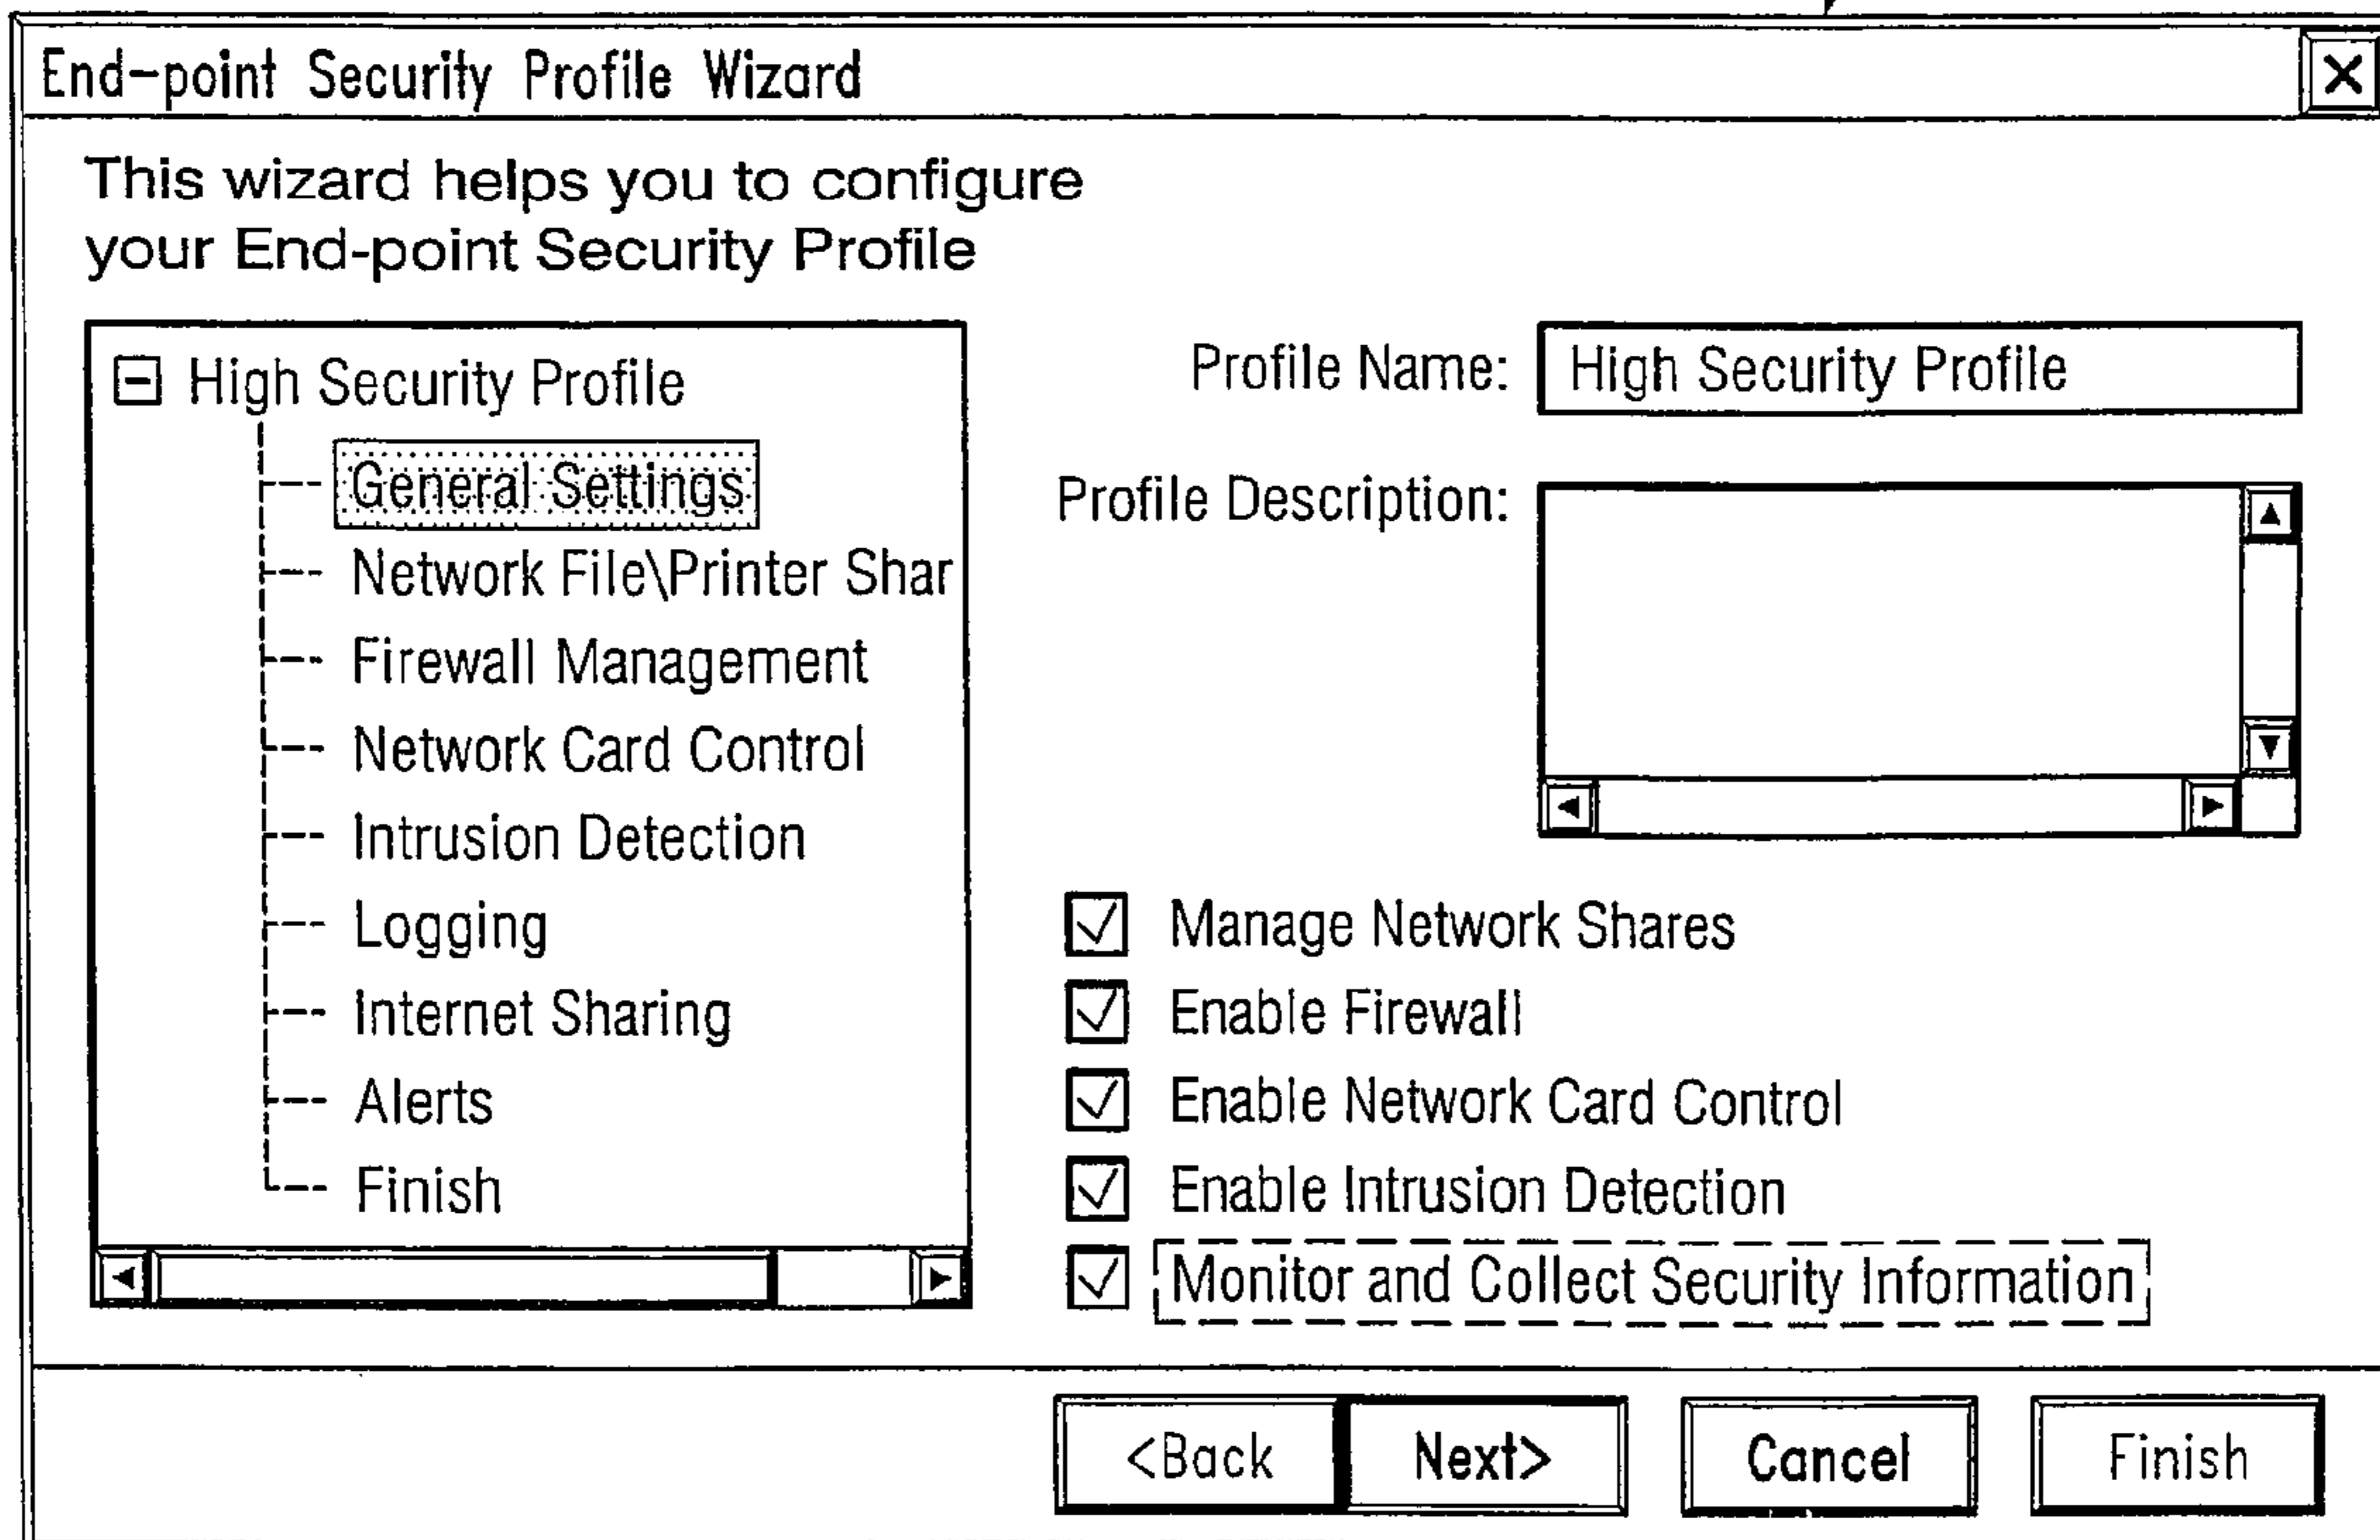 End-point Security Profile Wizard
This wizard helps you to configure
your End-point Security Profile
High Security Profile
General Settings
Network File\Printer Shar
Firewall Management
Network Card Control
Intrusion Detection
Logging
Internet Sharing
Alerts
Finish
Profile Name: High Security Profile
Profile Description:
Manage Network Shares
Enable Firewall
Enable Network Card Control
Enable Intrusion Detection
Monitor and Collect Security Information
<Back Next> Cancel Finish